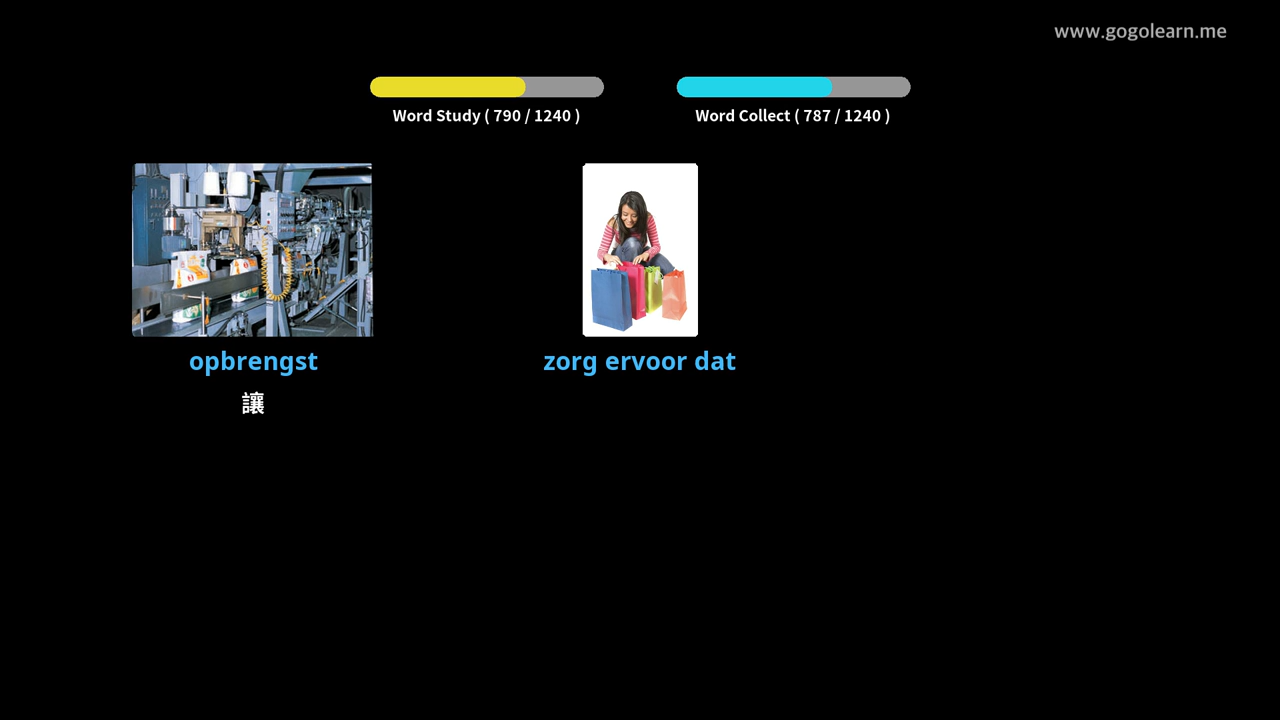 www.gogolearn.me
Word Study ( 790 / 1240 )
Word Collect ( 787 / 1240 )
opbrengst
讓
zorg ervoor dat